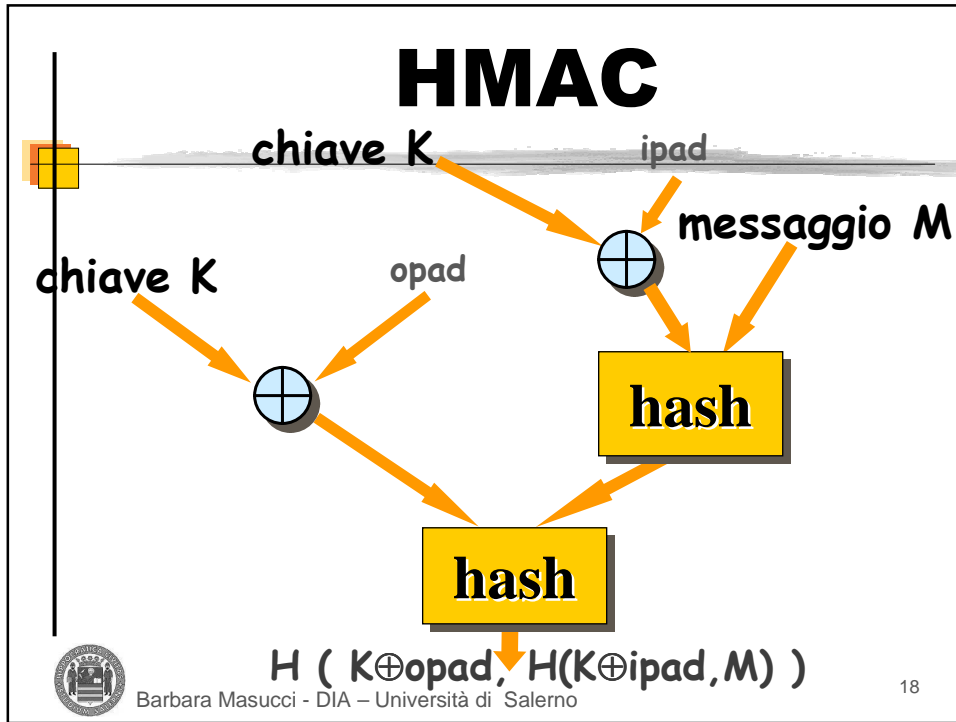 HMAC
chiave K
ipad
messaggio M
chiave K
opad
hash
hash
H ( K⊕opad, H(K⊕ipad,M) )
Barbara Masucci - DIA – Università di Salerno
18